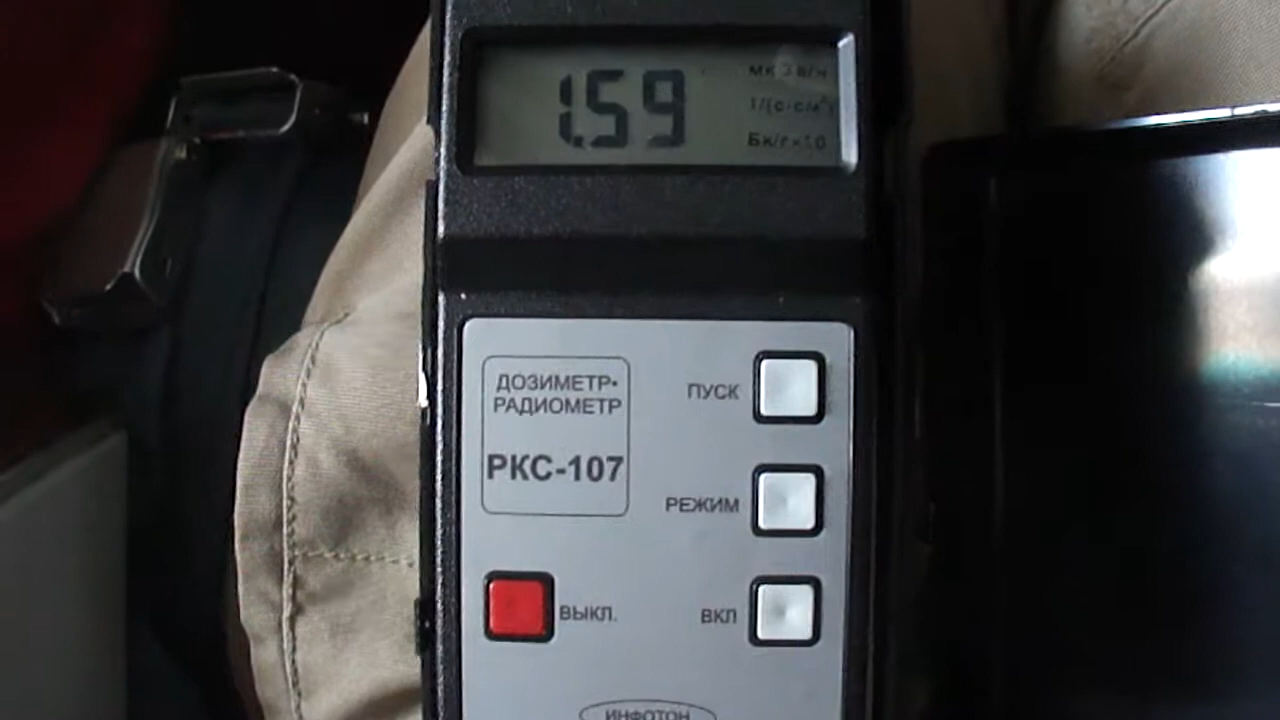 1.59
мкЗв/ч
1/(с·см²)
Бк/г×10
ДОЗИМЕТР-
РАДИОМЕТР
РКС-107
ПУСК
РЕЖИМ
ВЫКЛ.
ВКЛ
ИНФОТОН